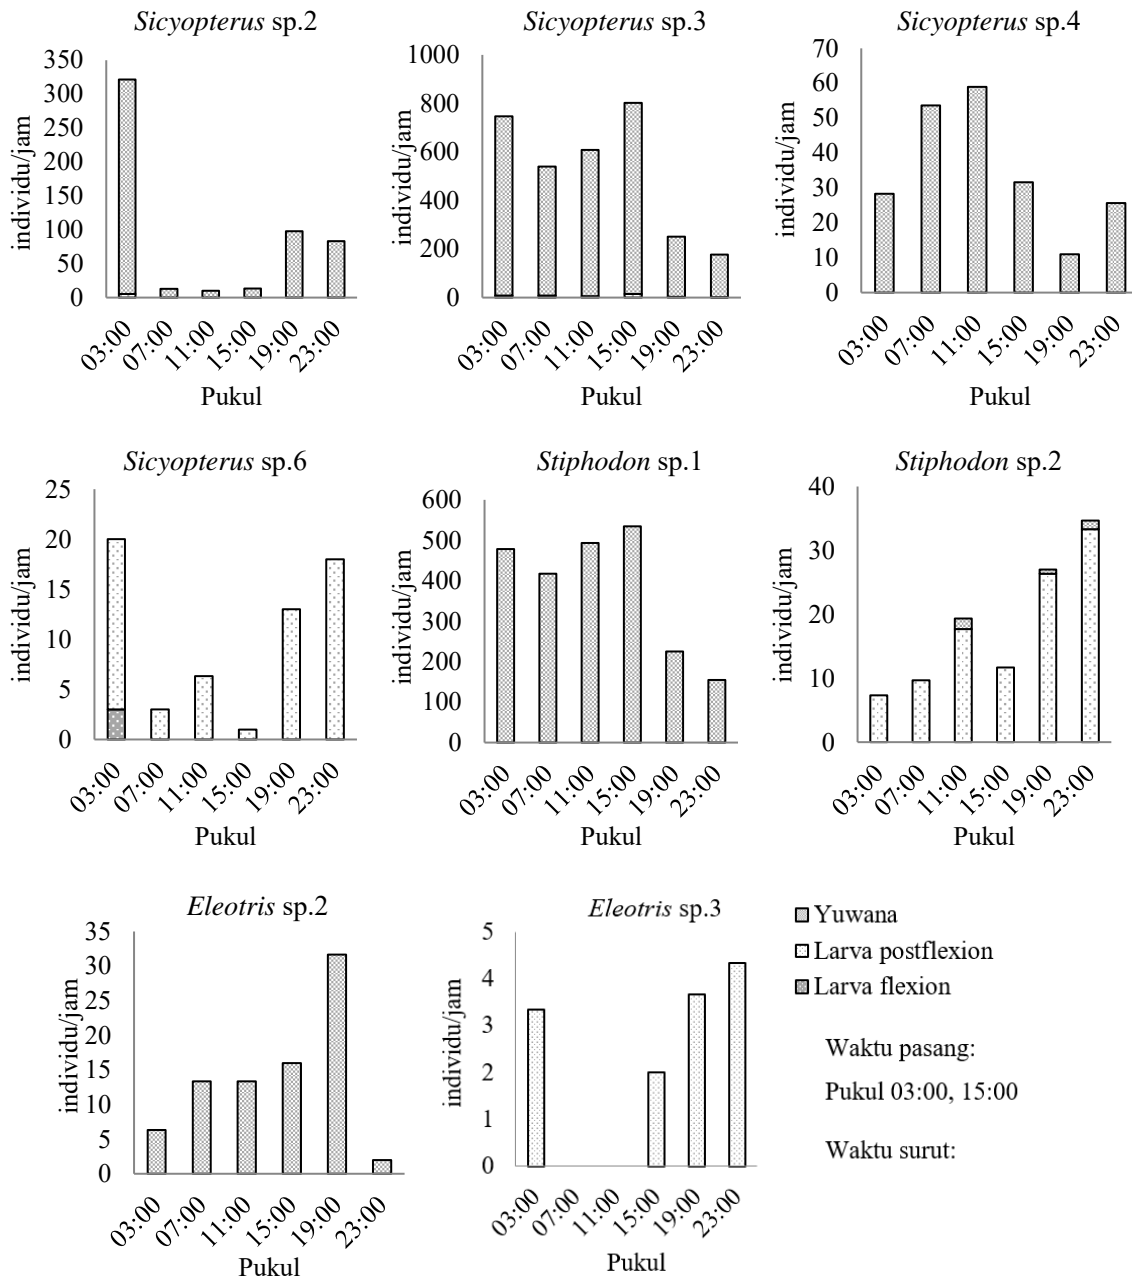 Sicyopterus sp.2
individu/jam
350
300
250
200
150
100
50
0
03:00 07:00 11:00 15:00 19:00 23:00
Pukul
Sicyopterus sp.3
individu/jam
1000
800
600
400
200
0
03:00 07:00 11:00 15:00 19:00 23:00
Pukul
Sicyopterus sp.4
individu/jam
70
60
50
40
30
20
10
0
03:00 07:00 11:00 15:00 19:00 23:00
Pukul
Sicyopterus sp.6
individu/jam
25
20
15
10
5
0
03:00 07:00 11:00 15:00 19:00 23:00
Pukul
Stiphodon sp.1
individu/jam
600
500
400
300
200
100
0
03:00 07:00 11:00 15:00 19:00 23:00
Pukul
Stiphodon sp.2
individu/jam
40
30
20
10
0
03:00 07:00 11:00 15:00 19:00 23:00
Pukul
Eleotris sp.2
individu/jam
35
30
25
20
15
10
5
0
03:00 07:00 11:00 15:00 19:00 23:00
Pukul
Eleotris sp.3
individu/jam
5
4
3
2
1
0
03:00 07:00 11:00 15:00 19:00 23:00
Pukul
Yuwana
Larva postflexion
Larva flexion
Waktu pasang:
Pukul 03:00, 15:00
Waktu surut: